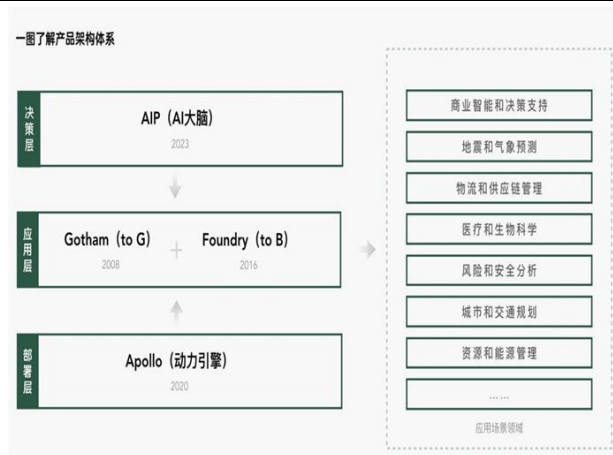 一图了解产品架构体系
决策层
AIP（AI大脑）
2023
应用层
Gotham（to G） + Foundry（to B）
2008 2016
部署层
Apollo（动力引擎）
2020
商业智能和决策支持
地震和气象预测
物流和供应链管理
医疗和生物科学
风险和安全分析
城市和交通规划
资源和能源管理
……
应用场景领域